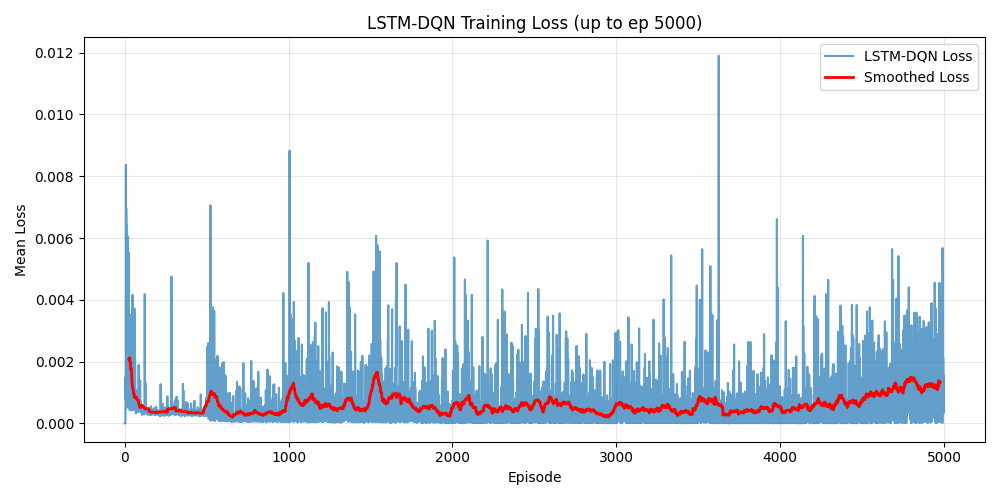 LSTM-DQN Training Loss (up to ep 5000)
LSTM-DQN Loss
Smoothed Loss
Mean Loss
0.012
0.010
0.008
0.006
0.004
0.002
0.000
0 1000 2000 3000 4000 5000
Episode